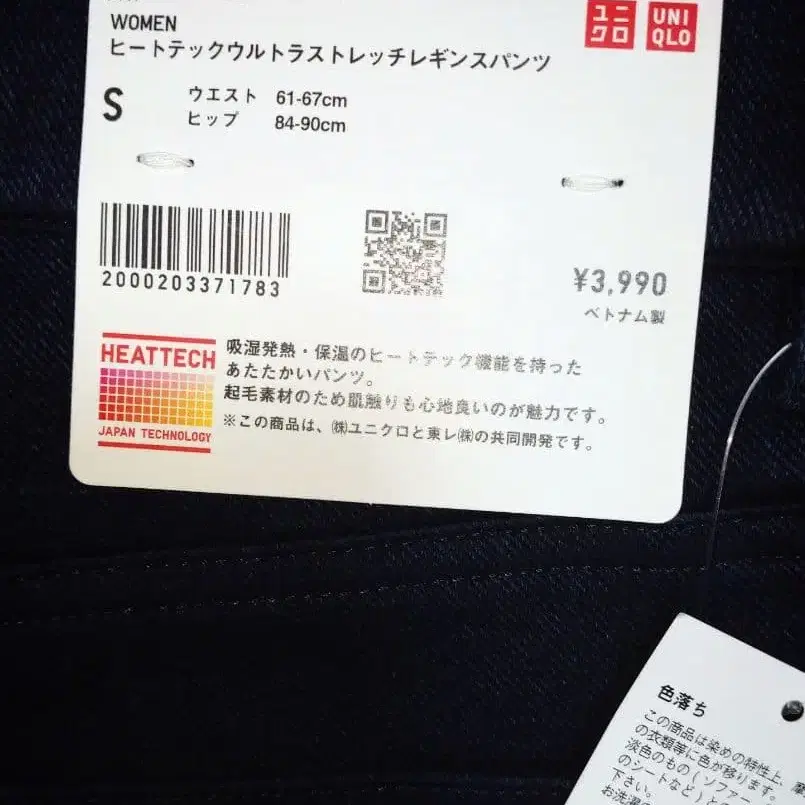 WOMEN
ヒートテックウルトラストレッチレギンスパンツ
ユニクロ
UNIQLO
S
ウエスト 61-67cm
ヒップ 84-90cm
2000203371783
¥3,990
ベトナム製
HEATTECH
JAPAN TECHNOLOGY
吸湿発熱・保温のヒートテック機能を持った
あたたかいパンツ。
起毛素材のため肌触りも心地良いのが魅力です。
※この商品は、㈱ユニクロと東レ㈱の共同開発です。
色落ち
この商品は染めの特性上、摩
の衣類等に色が移ります。
淡色のもの(ソファー
のシートなど)
下さい。
お洗濯